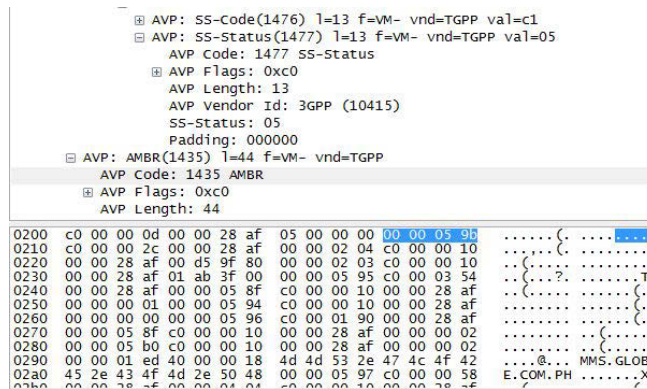 AVP: SS-Code(1476) l=13 f=VM- vnd=TGPP val=c1
AVP: SS-Status(1477) l=13 f=VM- vnd=TGPP val=05
AVP Code: 1477 SS-Status
AVP Flags: 0xc0
AVP Length: 13
AVP Vendor Id: 3GPP (10415)
SS-Status: 05
Padding: 000000
AVP: AMBR(1435) l=44 f=VM- vnd=TGPP
AVP Code: 1435 AMBR
AVP Flags: 0xc0
AVP Length: 44
0200 c0 00 00 0d 00 00 28 af 05 00 00 00 00 00 05 9b ......(. ........
0210 c0 00 00 2c 00 00 28 af 00 00 02 04 c0 00 00 10 ...,..(. ........
0220 00 00 28 af 00 d5 9f 80 00 00 02 03 c0 00 00 10 ..(..... ........
0230 00 00 28 af 01 ab 3f 00 00 00 05 95 c0 00 03 54 ..(...?. .......T
0240 00 00 28 af 00 00 05 8f c0 00 00 10 00 00 28 af ..(..... ......(.
0250 00 00 00 01 00 00 05 94 c0 00 00 10 00 00 28 af ........ ......(.
0260 00 00 00 00 00 00 05 96 c0 00 01 90 00 00 28 af ........ ......(.
0270 00 00 05 8f c0 00 00 10 00 00 28 af 00 00 00 02 ........ ..(.....
0280 00 00 05 b0 c0 00 00 10 00 00 28 af 00 00 00 02 ........ ..(.....
0290 00 00 01 ed 40 00 00 18 4d 4d 53 2e 47 4c 4f 42 ....@... MMS.GLOB
02a0 45 2e 43 4f 4d 2e 50 48 00 00 05 97 c0 00 00 58 E.COM.PH .......X